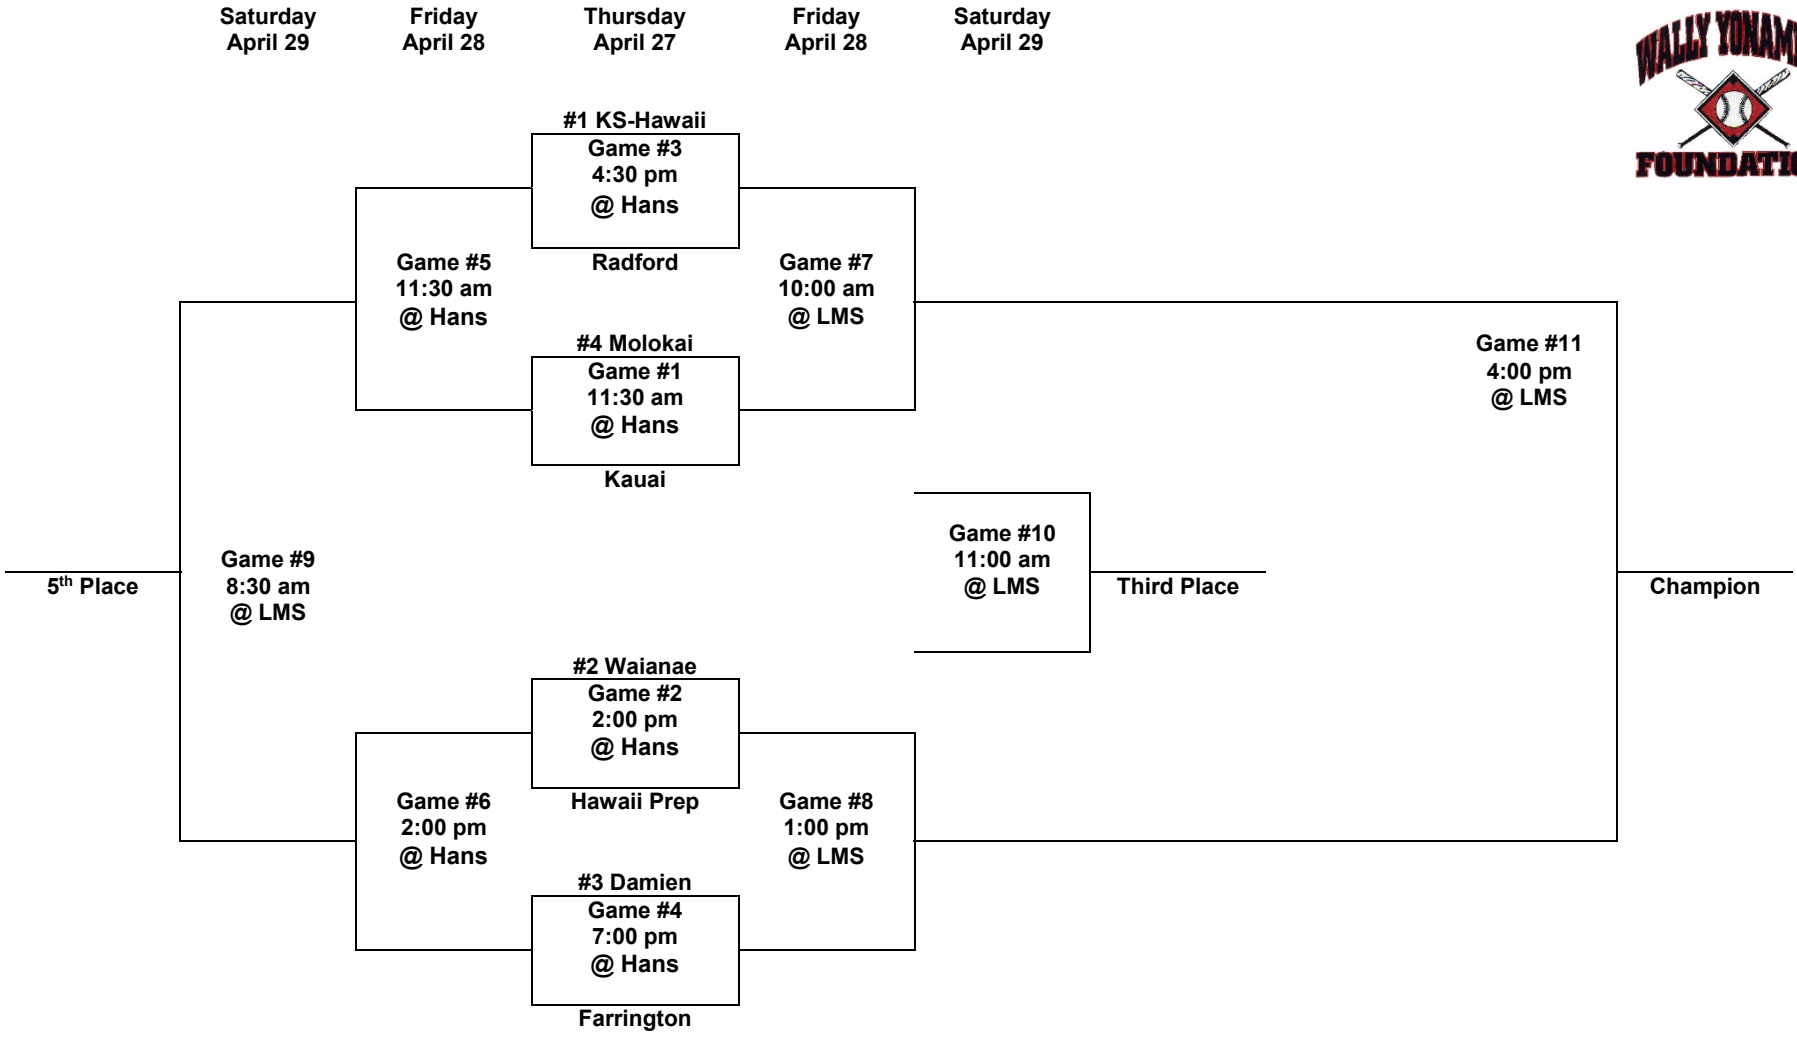 Saturday Friday Thursday Friday Saturday
April 29 April 28 April 27 April 28 April 29
WALLY YONAM
FOUNDATI
#1 KS-Hawaii
Game #3
4:30 pm
@ Hans
Radford
Game #5
11:30 am
@ Hans
Game #7
10:00 am
@ LMS
#4 Molokai
Game #1
11:30 am
@ Hans
Kauai
Game #11
4:00 pm
@ LMS
Game #9
8:30 am
@ LMS
5th Place
Game #10
11:00 am
@ LMS
Third Place
Champion
#2 Waianae
Game #2
2:00 pm
@ Hans
Hawaii Prep
Game #6
2:00 pm
@ Hans
Game #8
1:00 pm
@ LMS
#3 Damien
Game #4
7:00 pm
@ Hans
Farrington